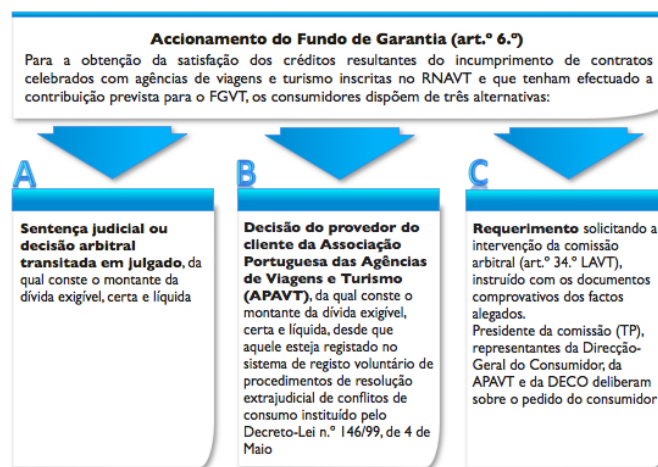 Accionamento do Fundo de Garantia (art.º 6.º)
Para a obtenção da satisfação dos créditos resultantes do incumprimento de contratos
celebrados com agências de viagens e turismo inscritas no RNAVT e que tenham efectuado a
contribuição prevista para o FGVT, os consumidores dispõem de três alternativas:
A
Sentença judicial ou
decisão arbitral
transitada em julgado, da
qual conste o montante da
dívida exigível, certa e líquida
B
Decisão do provedor do
cliente da Associação
Portuguesa das Agências
de Viagens e Turismo
(APAVT), da qual conste o
montante da dívida exigível,
certa e líquida, desde que
aquele esteja registado no
sistema de registo voluntário de
procedimentos de resolução
extrajudicial de conflitos de
consumo instituído pelo
Decreto-Lei n.º 146/99, de 4 de
Maio
C
Requerimento solicitando a
intervenção da comissão
arbitral (art.º 34.º LAVT),
instruído com os documentos
comprovativos dos factos
alegados.
Presidente da comissão (TP),
representantes da Direcção-
Geral do Consumidor, da
APAVT e da DECO deliberam
sobre o pedido do consumidor